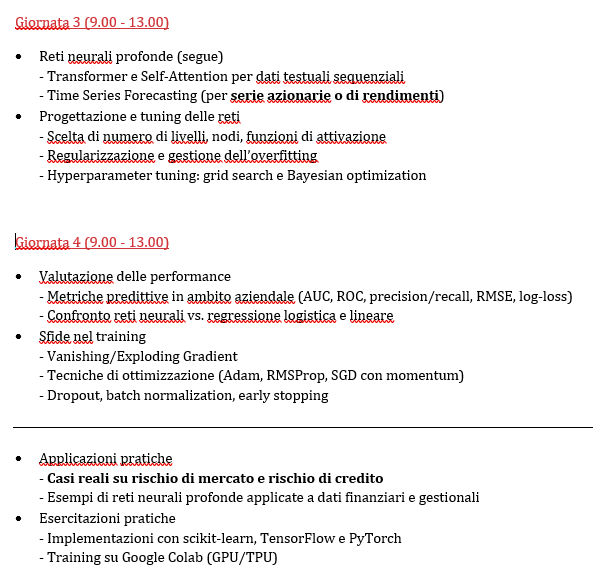 Giornata 3 (9.00 - 13.00)
• Reti neurali profonde (segue)
- Transformer e Self-Attention per dati testuali sequenziali
- Time Series Forecasting (per serie azionarie o di rendimenti)
• Progettazione e tuning delle reti
- Scelta di numero di livelli, nodi, funzioni di attivazione
- Regularizzazione e gestione dell’overfitting
- Hyperparameter tuning: grid search e Bayesian optimization
Giornata 4 (9.00 - 13.00)
• Valutazione delle performance
- Metriche predittive in ambito aziendale (AUC, ROC, precision/recall, RMSE, log-loss)
- Confronto reti neurali vs. regressione logistica e lineare
• Sfide nel training
- Vanishing/Exploding Gradient
- Tecniche di ottimizzazione (Adam, RMSProp, SGD con momentum)
- Dropout, batch normalization, early stopping
• Applicazioni pratiche
- Casi reali su rischio di mercato e rischio di credito
- Esempi di reti neurali profonde applicate a dati finanziari e gestionali
• Esercitazioni pratiche
- Implementazioni con scikit-learn, TensorFlow e PyTorch
- Training su Google Colab (GPU/TPU)